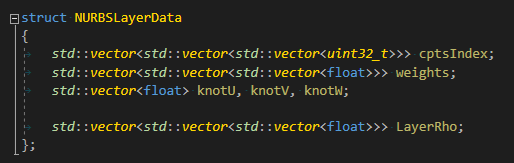 struct NURBSLayerData
{
std::vector<std::vector<std::vector<uint32_t>>> cptsIndex;
std::vector<std::vector<std::vector<float>>> weights;
std::vector<float> knotU, knotV, knotW;
std::vector<std::vector<std::vector<float>>> LayerRho;
};